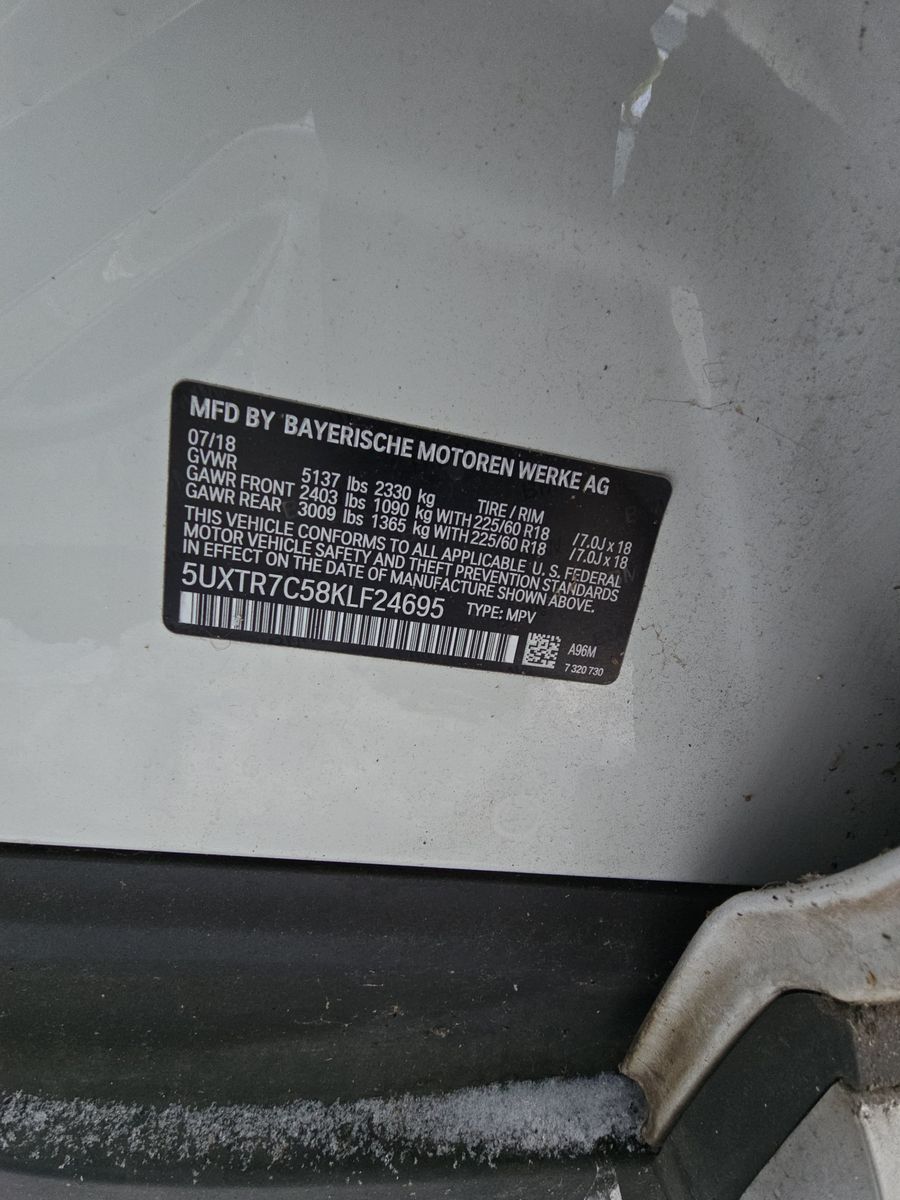 MFD BY BAYERISCHE MOTOREN WERKE AG
07/18
GVWR 5137 lbs 2330 kg TIRE / RIM
GAWR FRONT 2403 lbs 1090 kg WITH 225/60 R18 /7.0J x 18
GAWR REAR 3009 lbs 1365 kg WITH 225/60 R18 /7.0J x 18
THIS VEHICLE CONFORMS TO ALL APPLICABLE U.S. FEDERAL
MOTOR VEHICLE SAFETY AND THEFT PREVENTION STANDARDS
IN EFFECT ON THE DATE OF MANUFACTURE SHOWN ABOVE.
5UXTR7C58KLF24695 TYPE: MPV
A96M
7 320 730